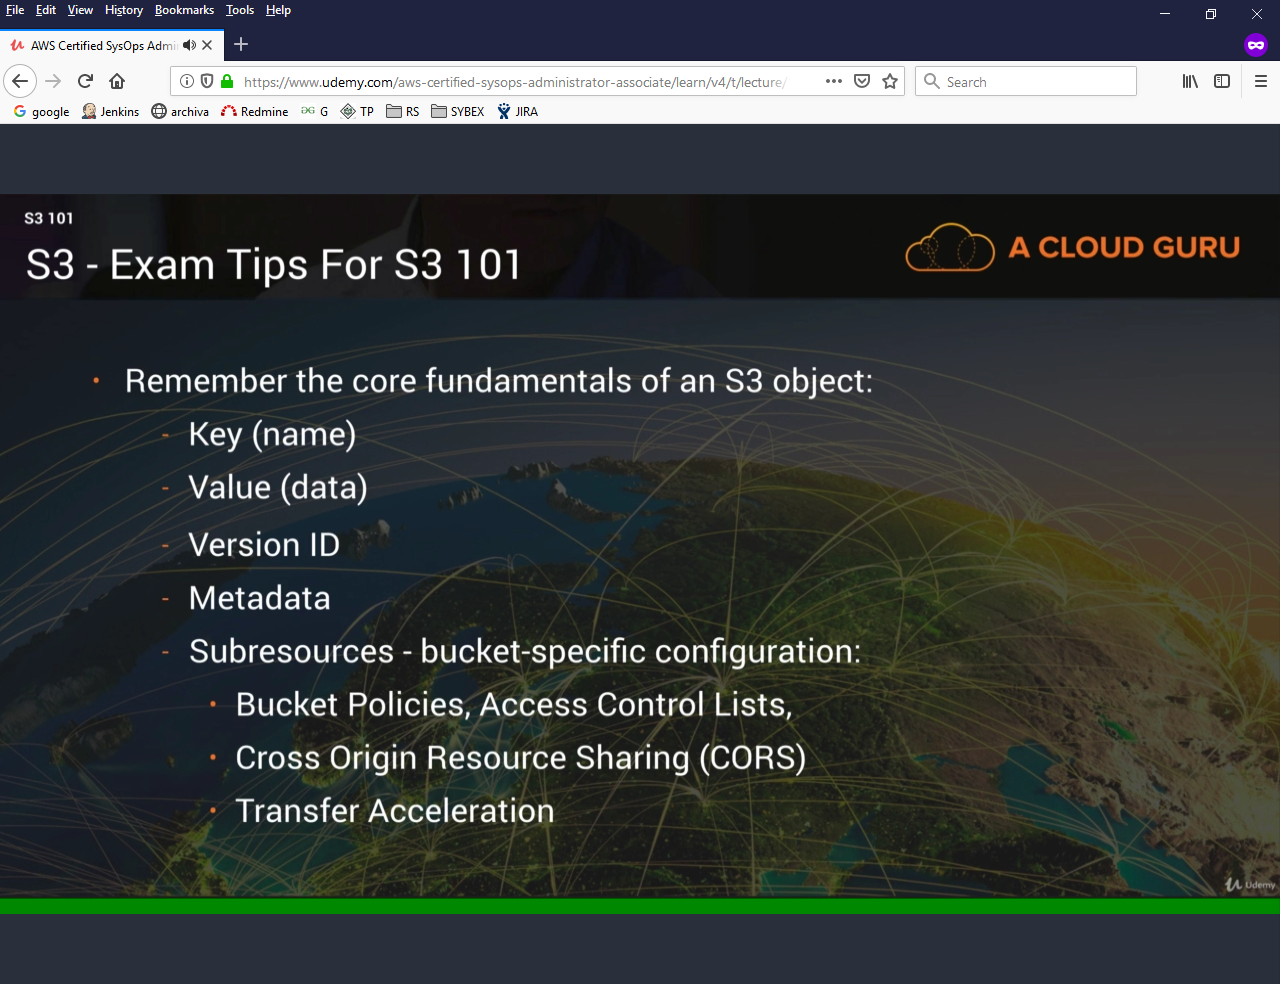 File Edit View History Bookmarks Tools Help
AWS Certified SysOps Admi
https://www.udemy.com/aws-certified-sysops-administrator-associate/learn/v4/t/lecture/
Search
google Jenkins archiva Redmine G TP RS SYBEX JIRA
S3 101
S3 - Exam Tips For S3 101
A CLOUD GURU
• Remember the core fundamentals of an S3 object:
- Key (name)
- Value (data)
- Version ID
- Metadata
- Subresources - bucket-specific configuration:
• Bucket Policies, Access Control Lists,
• Cross Origin Resource Sharing (CORS)
• Transfer Acceleration
Udemy